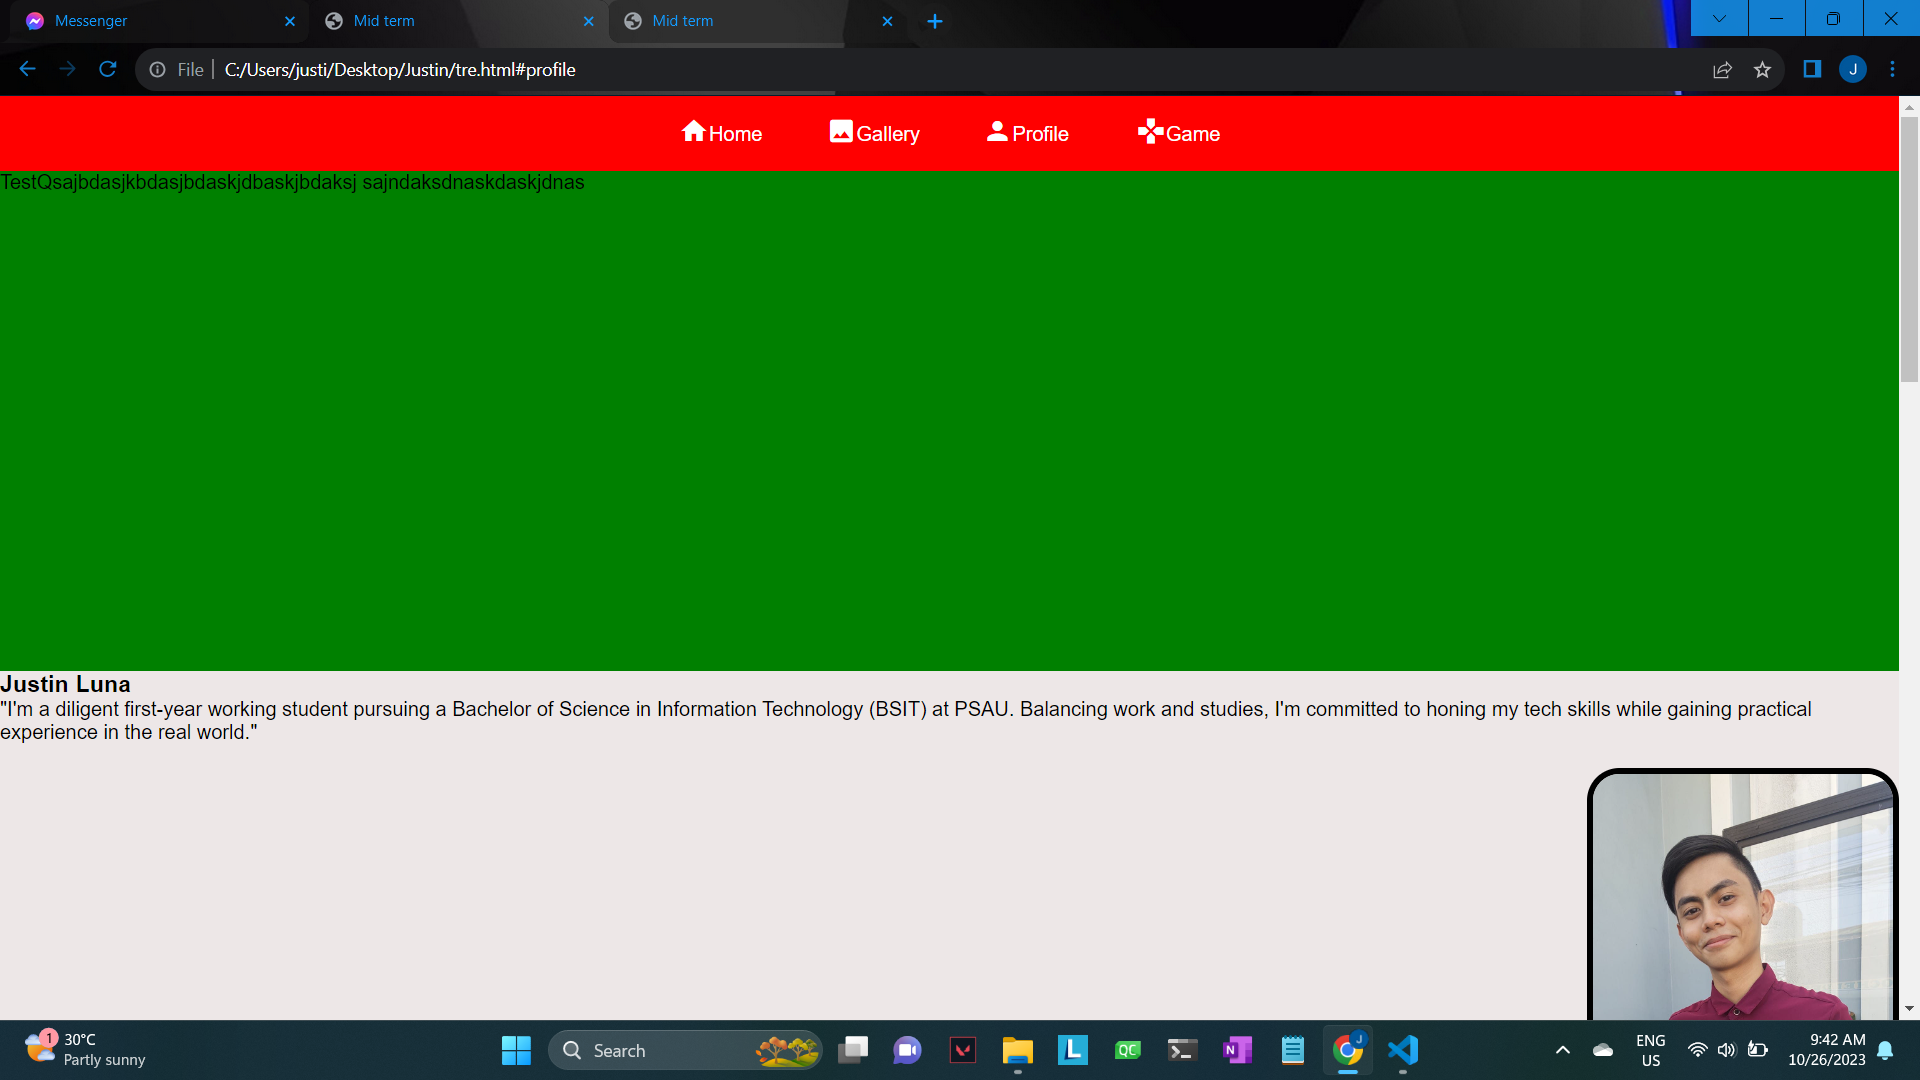 Messenger
Mid term
Mid term
J
File
C:/Users/justi/Desktop/Justin/tre.html#profile
Home
Gallery
Profile
Game
TestQsajbdasjkbdasjbdaskjdbaskjbdaksj sajndaksdnaskdaskjdnas
Justin Luna
"I'm a diligent first-year working student pursuing a Bachelor of Science in Information Technology (BSIT) at PSAU. Balancing work and studies, I'm committed to honing my tech skills while gaining practical
experience in the real world."
1
30°C
Partly sunny
Search
L
QC
N
J
ENG
US
9:42 AM
10/26/2023